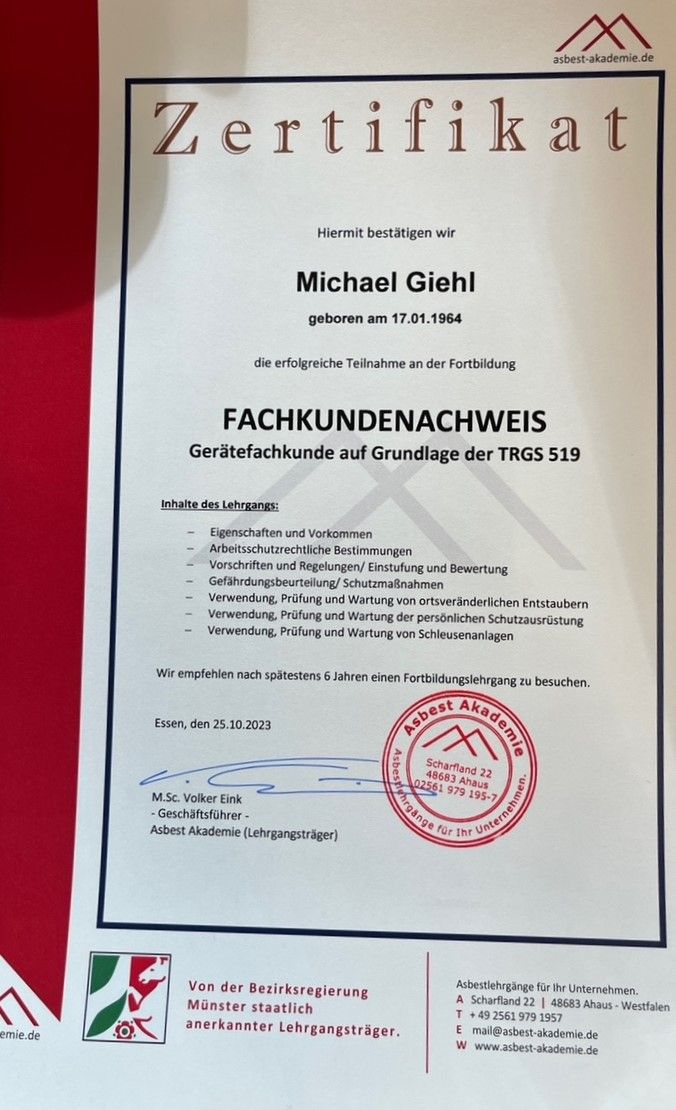 asbest-akademie.de
Zertifikat
Hiermit bestätigen wir
Michael Giehl
geboren am 17.01.1964
die erfolgreiche Teilnahme an der Fortbildung
FACHKUNDENACHWEIS
Gerätefachkunde auf Grundlage der TRGS 519
Inhalte des Lehrgangs:
– Eigenschaften und Vorkommen
– Arbeitsschutzrechtliche Bestimmungen
– Vorschriften und Regelungen/ Einstufung und Bewertung
– Gefährdungsbeurteilung/ Schutzmaßnahmen
– Verwendung, Prüfung und Wartung von ortsveränderlichen Entstaubern
– Verwendung, Prüfung und Wartung der persönlichen Schutzausrüstung
– Verwendung, Prüfung und Wartung von Schleusenanlagen
Wir empfehlen nach spätestens 6 Jahren einen Fortbildungslehrgang zu besuchen.
Essen, den 25.10.2023
Asbest Akademie
Scharfland 22
48683 Ahaus
02561 979 195-7
Asbestlehrgänge für Ihr Unternehmen.
M.Sc. Volker Eink
- Geschäftsführer -
Asbest Akademie (Lehrgangsträger)
Von der Bezirksregierung
Münster staatlich
anerkannter Lehrgangsträger.
Asbestlehrgänge für Ihr Unternehmen.
A Scharfland 22 | 48683 Ahaus - Westfalen
T + 49 2561 979 1957
E mail@asbest-akademie.de
W www.asbest-akademie.de
emie.de